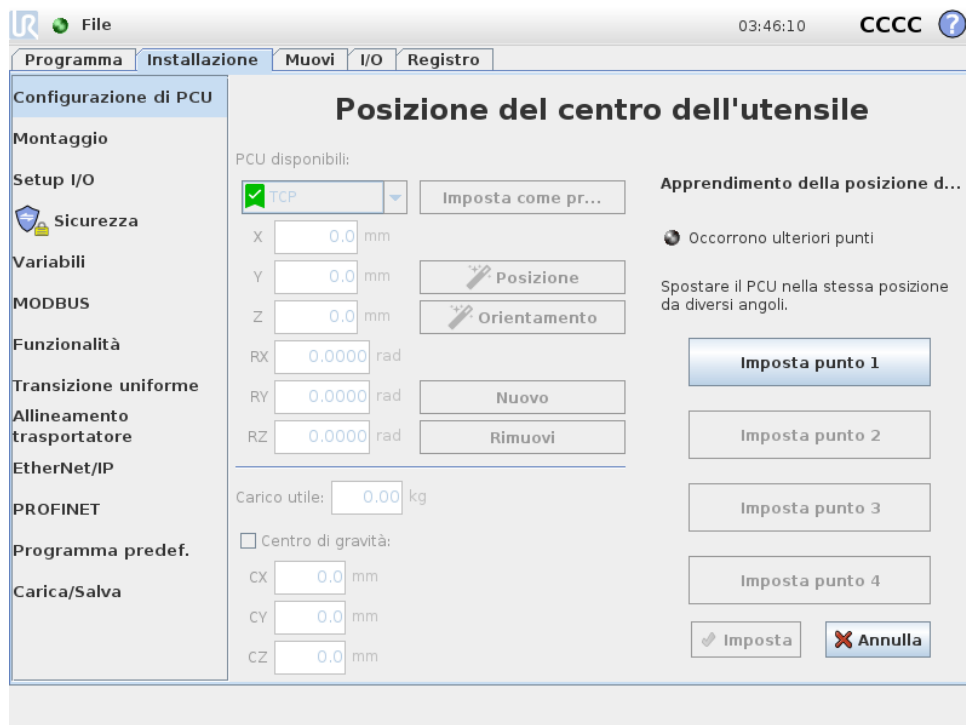 UR File 03:46:10 CCCC ?
Programma Installazione Muovi I/O Registro
Configurazione di PCU
Montaggio
Setup I/O
Sicurezza
Variabili
MODBUS
Funzionalità
Transizione uniforme
Allineamento
trasportatore
EtherNet/IP
PROFINET
Programma predef.
Carica/Salva
Posizione del centro dell'utensile
PCU disponibili:
TCP Imposta come pr...
X 0.0 mm
Y 0.0 mm Posizione
Z 0.0 mm Orientamento
RX 0.0000 rad
RY 0.0000 rad Nuovo
RZ 0.0000 rad Rimuovi
Carico utile: 0.00 kg
Centro di gravità:
CX 0.0 mm
CY 0.0 mm
CZ 0.0 mm
Apprendimento della posizione d...
Occorrono ulteriori punti
Spostare il PCU nella stessa posizione
da diversi angoli.
Imposta punto 1
Imposta punto 2
Imposta punto 3
Imposta punto 4
Imposta Annulla